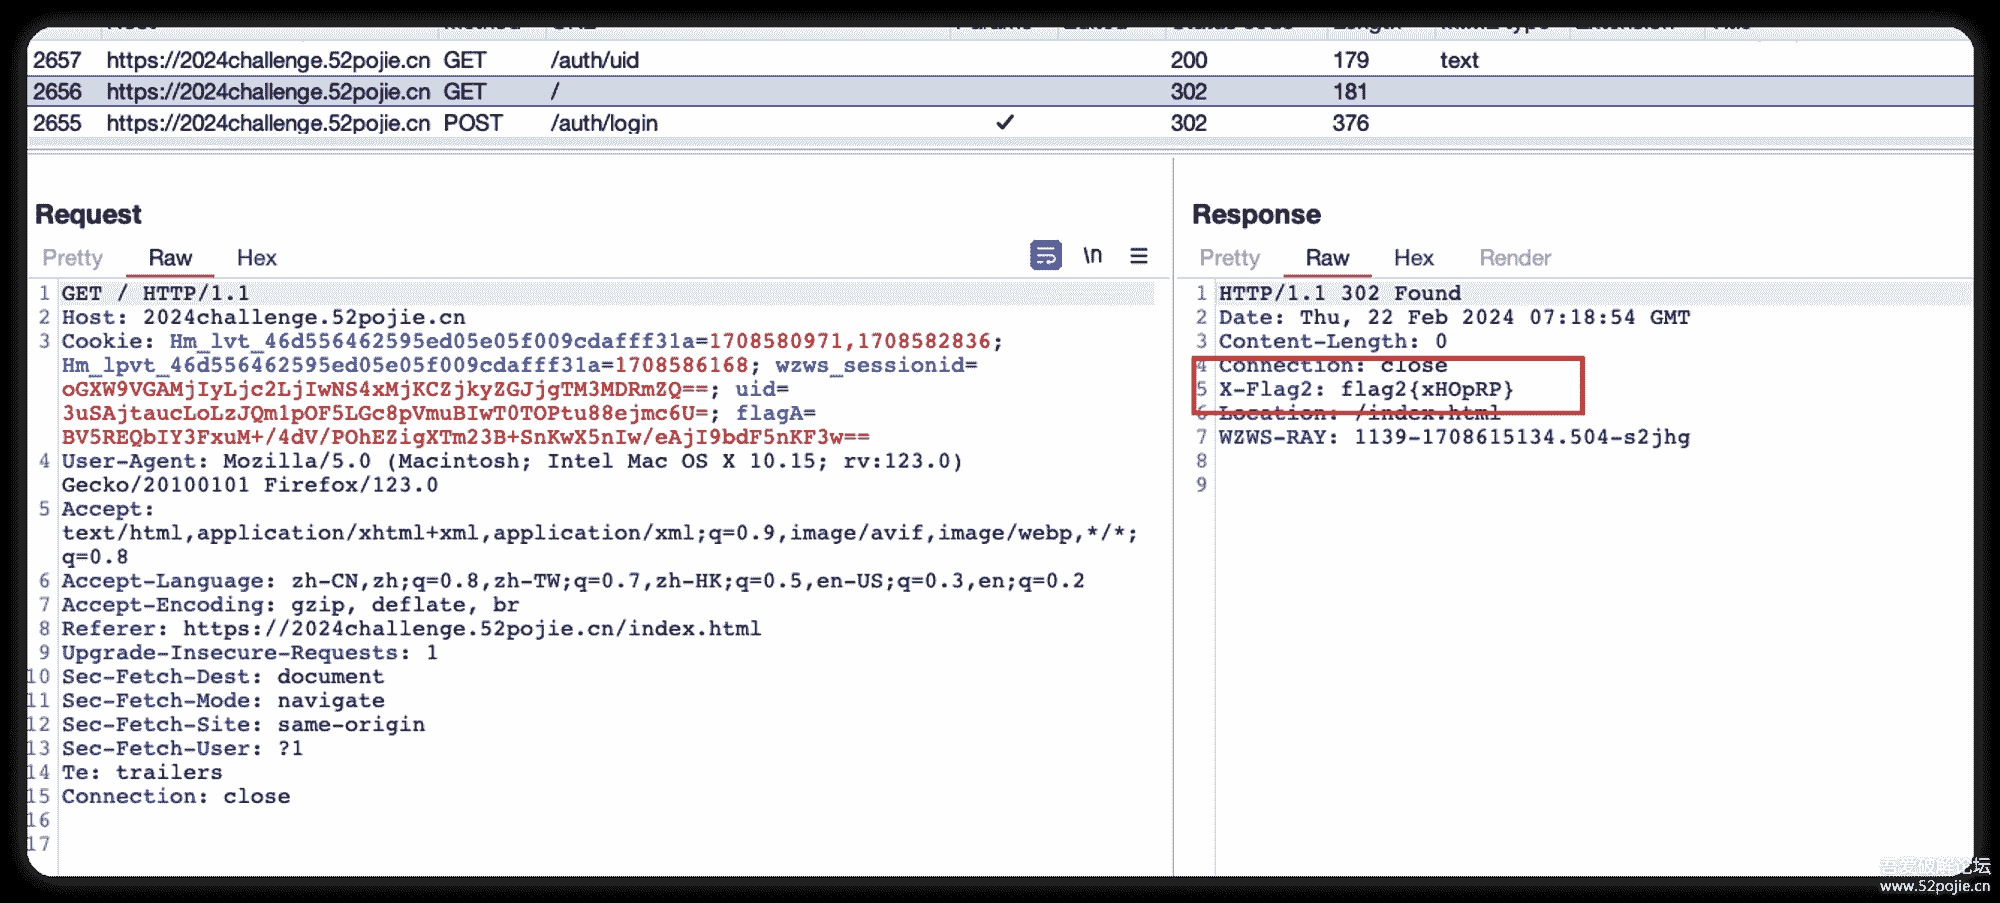 2657 https://2024challenge.52pojie.cn GET /auth/uid 200 179 text
2656 https://2024challenge.52pojie.cn GET / 302 181
2655 https://2024challenge.52pojie.cn POST /auth/login ✓ 302 376
Request
Pretty Raw Hex \n
1 GET / HTTP/1.1
2 Host: 2024challenge.52pojie.cn
3 Cookie: Hm_lvt_46d556462595ed05e05f009cdafff31a=1708580971,1708582836;
Hm_lpvt_46d556462595ed05e05f009cdafff31a=1708586168; wzws_sessionid=
oGXW9VGAMjIyLjc2LjIwNS4xMjKCZjkyZGJjgTM3MDRmZQ==; uid=
3uSAjtaucLoLzJQm1pOF5LGc8pVmuBIwT0TOPtu88ejmc6U=; flagA=
BV5REQbIY3FxuM+/4dV/POhEZigXTm23B+SnKwX5nIw/eAjI9bdF5nKF3w==
4 User-Agent: Mozilla/5.0 (Macintosh; Intel Mac OS X 10.15; rv:123.0)
Gecko/20100101 Firefox/123.0
5 Accept:
text/html,application/xhtml+xml,application/xml;q=0.9,image/avif,image/webp,*/*;
q=0.8
6 Accept-Language: zh-CN,zh;q=0.8,zh-TW;q=0.7,zh-HK;q=0.5,en-US;q=0.3,en;q=0.2
7 Accept-Encoding: gzip, deflate, br
8 Referer: https://2024challenge.52pojie.cn/index.html
9 Upgrade-Insecure-Requests: 1
10 Sec-Fetch-Dest: document
11 Sec-Fetch-Mode: navigate
12 Sec-Fetch-Site: same-origin
13 Sec-Fetch-User: ?1
14 Te: trailers
15 Connection: close
16
17
Response
Pretty Raw Hex Render
1 HTTP/1.1 302 Found
2 Date: Thu, 22 Feb 2024 07:18:54 GMT
3 Content-Length: 0
4 Connection: close
5 X-Flag2: flag2{xHOpRP}
6 Location: /index.html
7 WZWS-RAY: 1139-1708615134.504-s2jhg
8
9
吾爱破解论坛
www.52pojie.cn